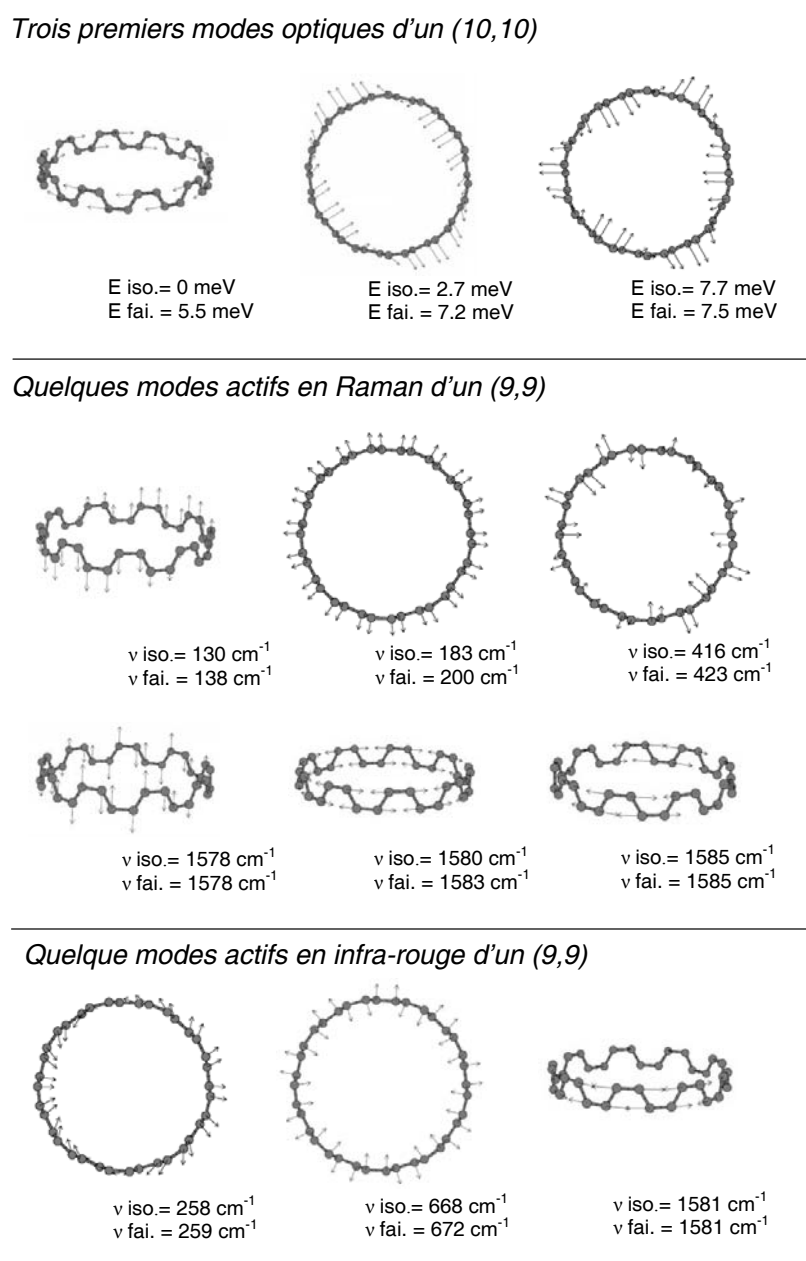 Trois premiers modes optiques d'un (10,10)
E iso.= 0 meV
E fai. = 5.5 meV
E iso.= 2.7 meV
E fai. = 7.2 meV
E iso.= 7.7 meV
E fai. = 7.5 meV
Quelques modes actifs en Raman d'un (9,9)
ν iso.= 130 cm⁻¹
ν fai. = 138 cm⁻¹
ν iso.= 183 cm⁻¹
ν fai. = 200 cm⁻¹
ν iso.= 416 cm⁻¹
ν fai. = 423 cm⁻¹
ν iso.= 1578 cm⁻¹
ν fai. = 1578 cm⁻¹
ν iso.= 1580 cm⁻¹
ν fai. = 1583 cm⁻¹
ν iso.= 1585 cm⁻¹
ν fai. = 1585 cm⁻¹
Quelque modes actifs en infra-rouge d'un (9,9)
ν iso.= 258 cm⁻¹
ν fai. = 259 cm⁻¹
ν iso.= 668 cm⁻¹
ν fai. = 672 cm⁻¹
ν iso.= 1581 cm⁻¹
ν fai. = 1581 cm⁻¹